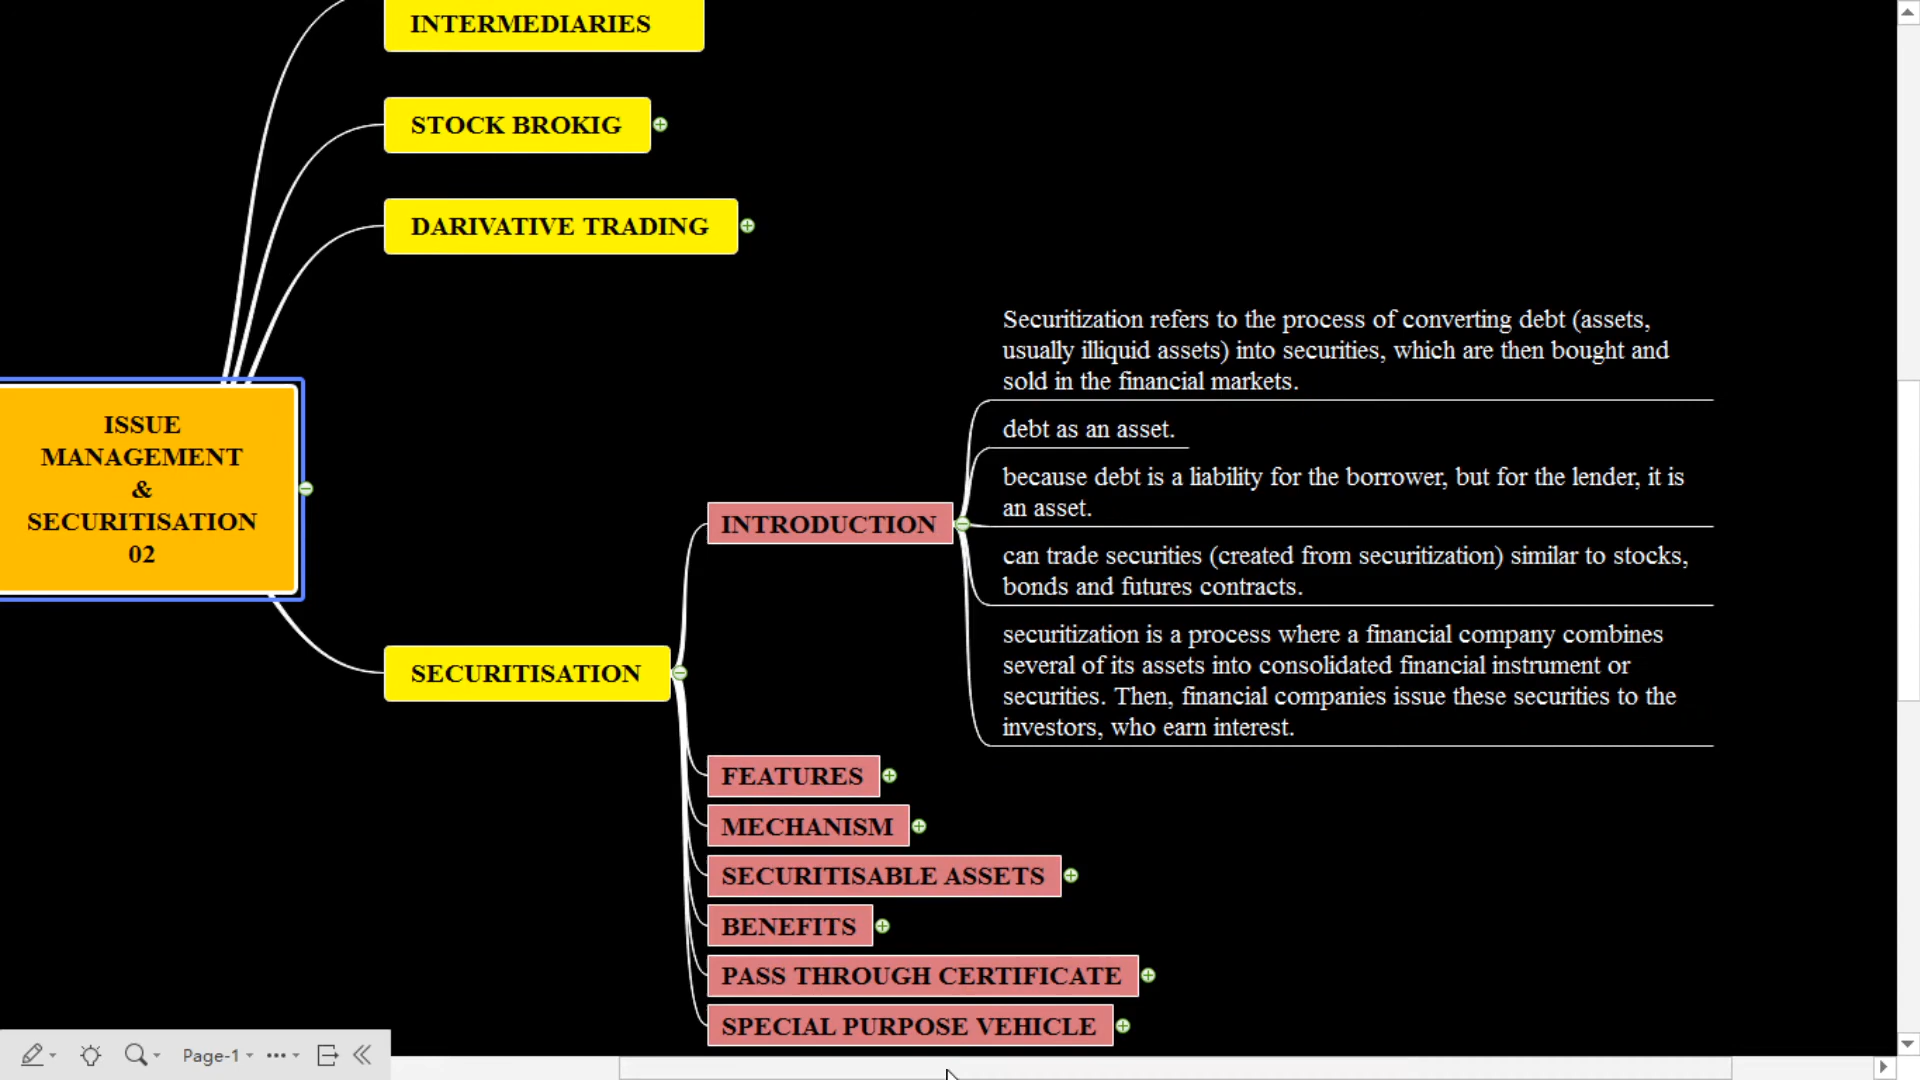 INTERMEDIARIES
STOCK BROKIG
DARIVATIVE TRADING
ISSUE
MANAGEMENT
&
SECURITISATION
02
SECURITISATION
INTRODUCTION
Securitization refers to the process of converting debt (assets,
usually illiquid assets) into securities, which are then bought and
sold in the financial markets.
debt as an asset.
because debt is a liability for the borrower, but for the lender, it is
an asset.
can trade securities (created from securitization) similar to stocks,
bonds and futures contracts.
securitization is a process where a financial company combines
several of its assets into consolidated financial instrument or
securities. Then, financial companies issue these securities to the
investors, who earn interest.
FEATURES
MECHANISM
SECURITISABLE ASSETS
BENEFITS
PASS THROUGH CERTIFICATE
SPECIAL PURPOSE VEHICLE
Page-1